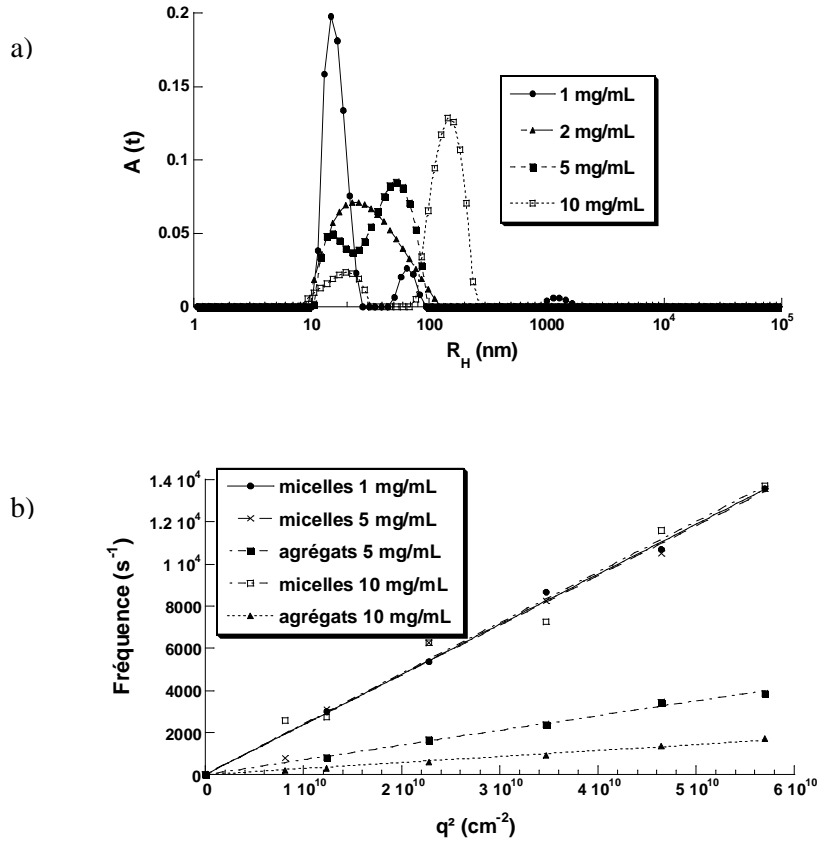 a)
0.2
0.15
0.1
0.05
0
A (t)
1 mg/mL
2 mg/mL
5 mg/mL
10 mg/mL
1 10 100 1000 10⁴ 10⁵
R_H (nm)
b)
1.4 10⁴
1.2 10⁴
1 10⁴
8000
6000
4000
2000
0
Fréquence (s⁻¹)
micelles 1 mg/mL
micelles 5 mg/mL
agrégats 5 mg/mL
micelles 10 mg/mL
agrégats 10 mg/mL
0 1 10¹⁰ 2 10¹⁰ 3 10¹⁰ 4 10¹⁰ 5 10¹⁰ 6 10¹⁰
q² (cm⁻²)